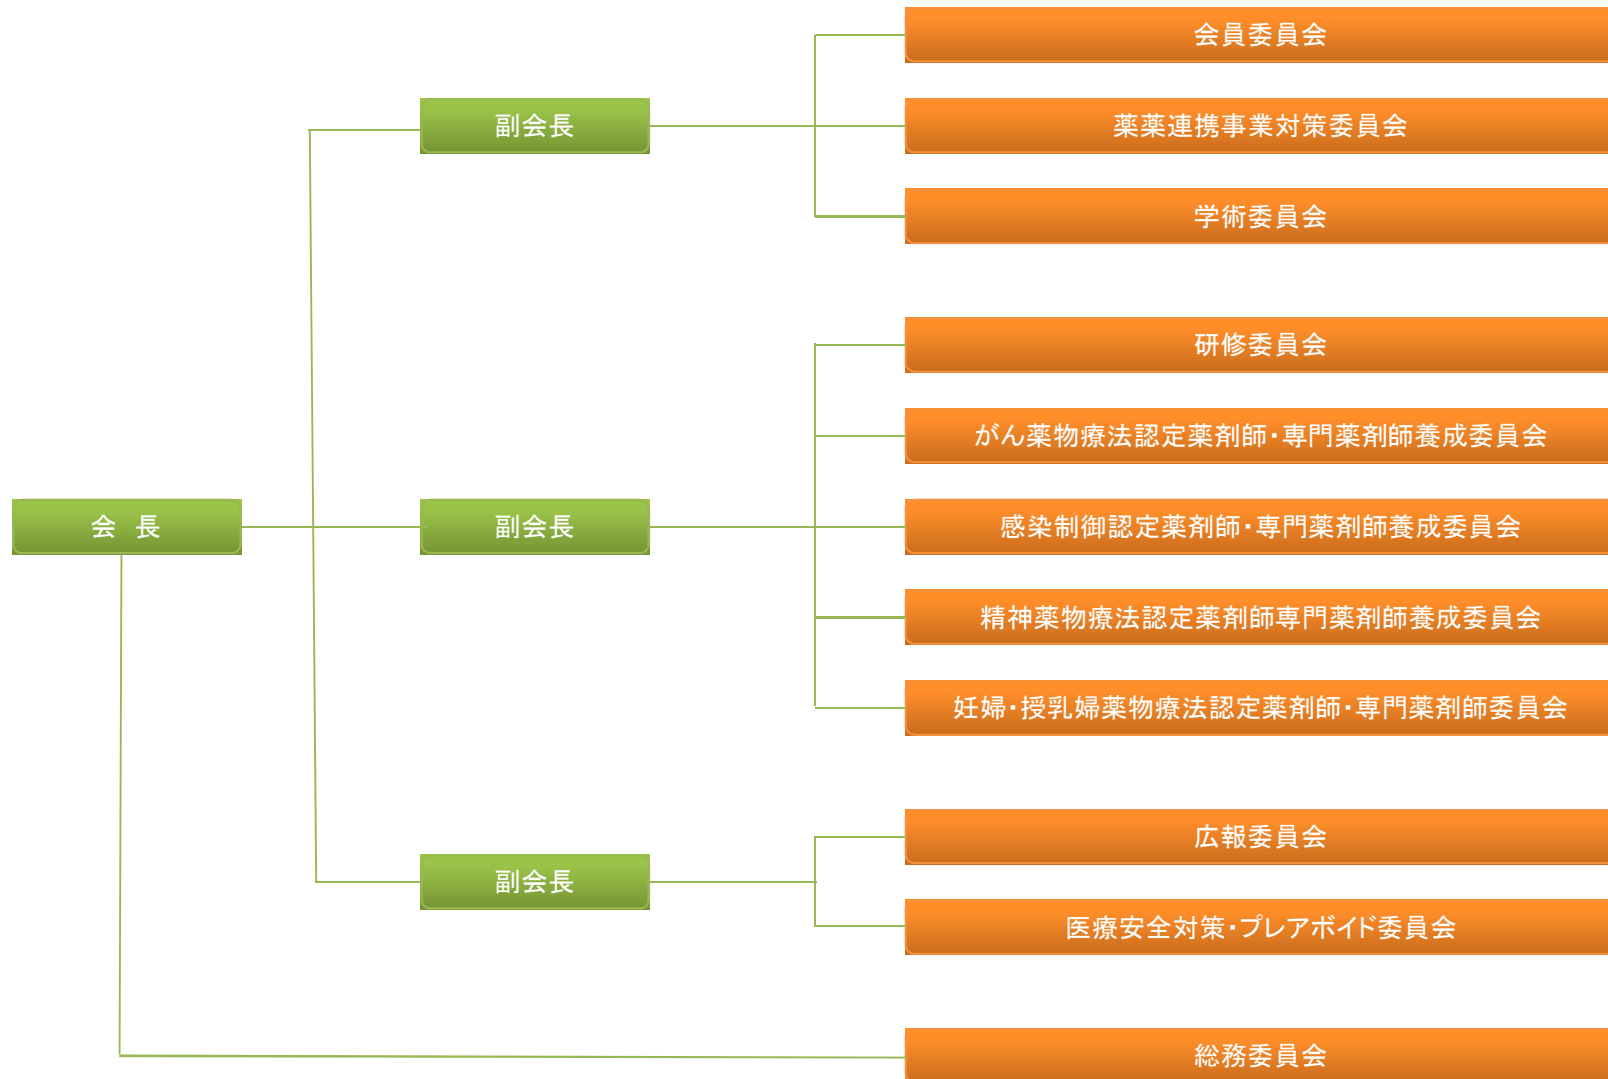 会員委員会
副会長
薬薬連携事業対策委員会
学術委員会
研修委員会
がん薬物療法認定薬剤師・専門薬剤師養成委員会
会　長
副会長
感染制御認定薬剤師・専門薬剤師養成委員会
精神薬物療法認定薬剤師専門薬剤師養成委員会
妊婦・授乳婦薬物療法認定薬剤師・専門薬剤師委員会
広報委員会
副会長
医療安全対策・プレアボイド委員会
総務委員会